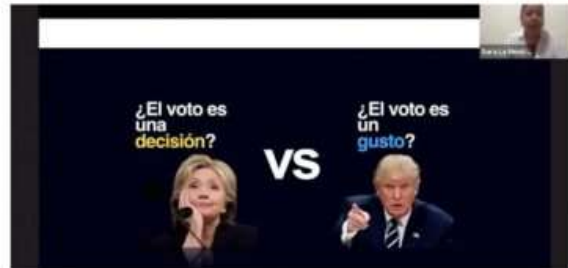 ¿El voto es
una
decisión?
vs
¿El voto es
un
gusto?